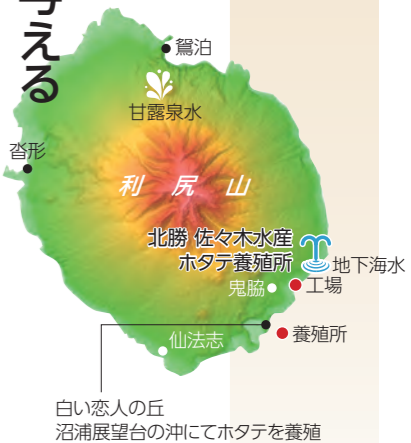 える
鴛泊
甘露泉水
沓形
利尻山
北勝 佐々木水産
ホタテ養殖所
地下海水
鬼脇
工場
養殖所
仙法志
白い恋人の丘
沼浦展望台の沖にてホタテを養殖